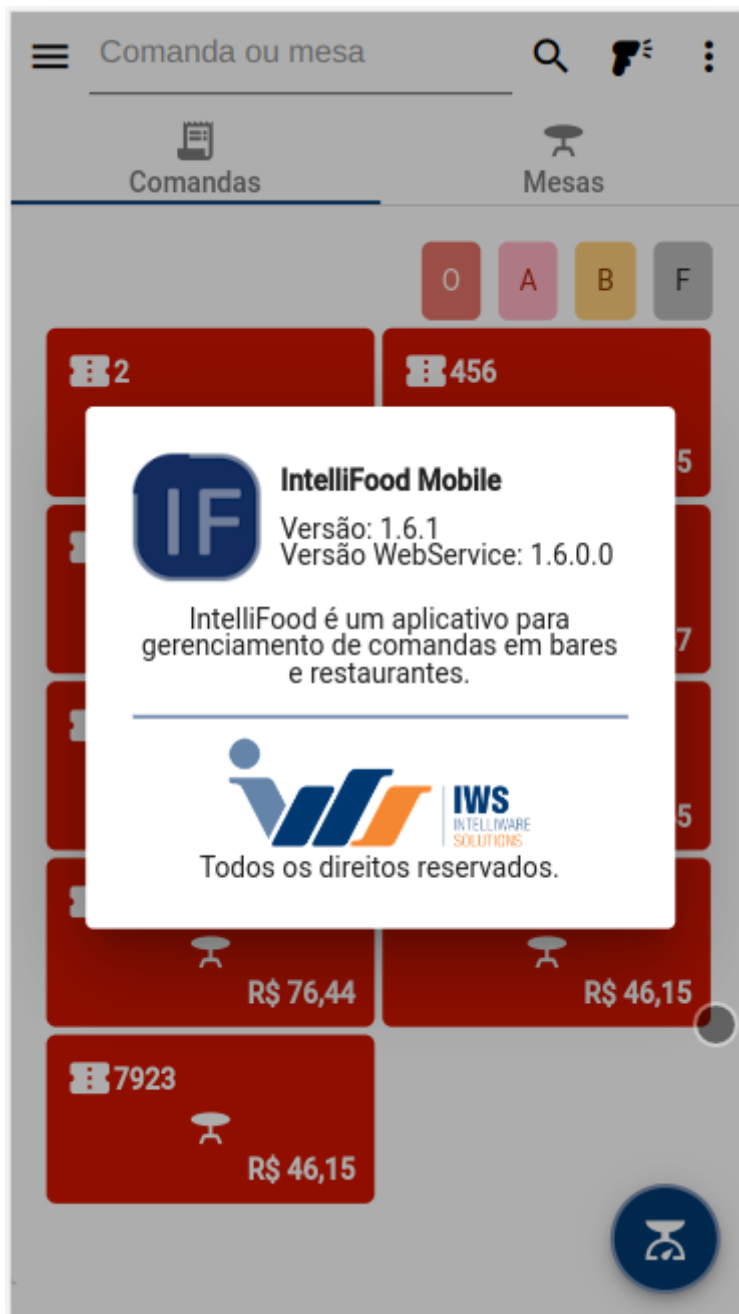 Comanda ou mesa
Comandas
Mesas
O
A
B
F
2
456
5
IF
IntelliFood Mobile
Versão: 1.6.1
Versão WebService: 1.6.0.0
7
IntelliFood é um aplicativo para
gerenciamento de comandas em bares
e restaurantes.
IWS
INTELLIWARE
SOLUTIONS
5
Todos os direitos reservados.
R$ 76,44
R$ 46,15
7923
R$ 46,15